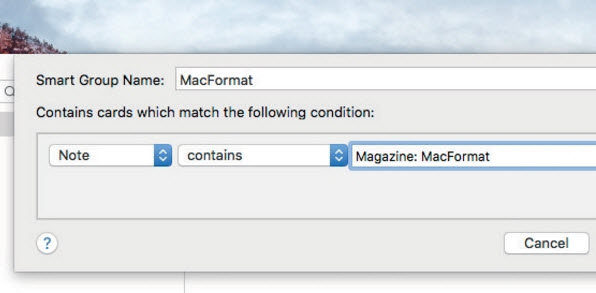 Smart Group Name: MacFormat
Contains cards which match the following condition:
Note contains Magazine: MacFormat
? Cancel